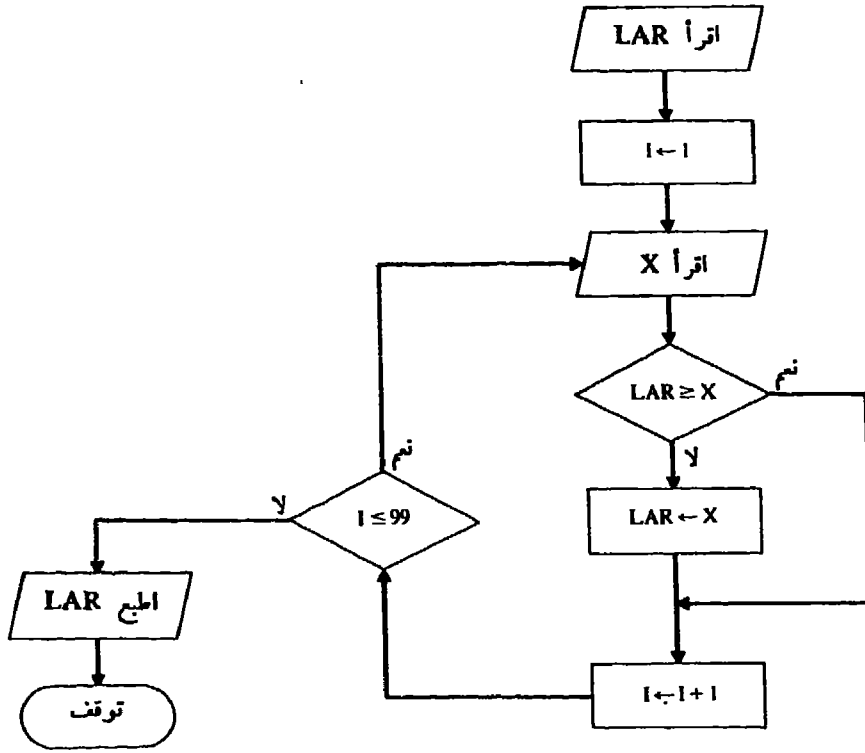 اقرأ LAR
I ← 1
اقرأ X
LAR ≥ X
نعم
لا
LAR ← X
I ← I + 1
I ≤ 99
نعم
لا
اطبع LAR
توقف